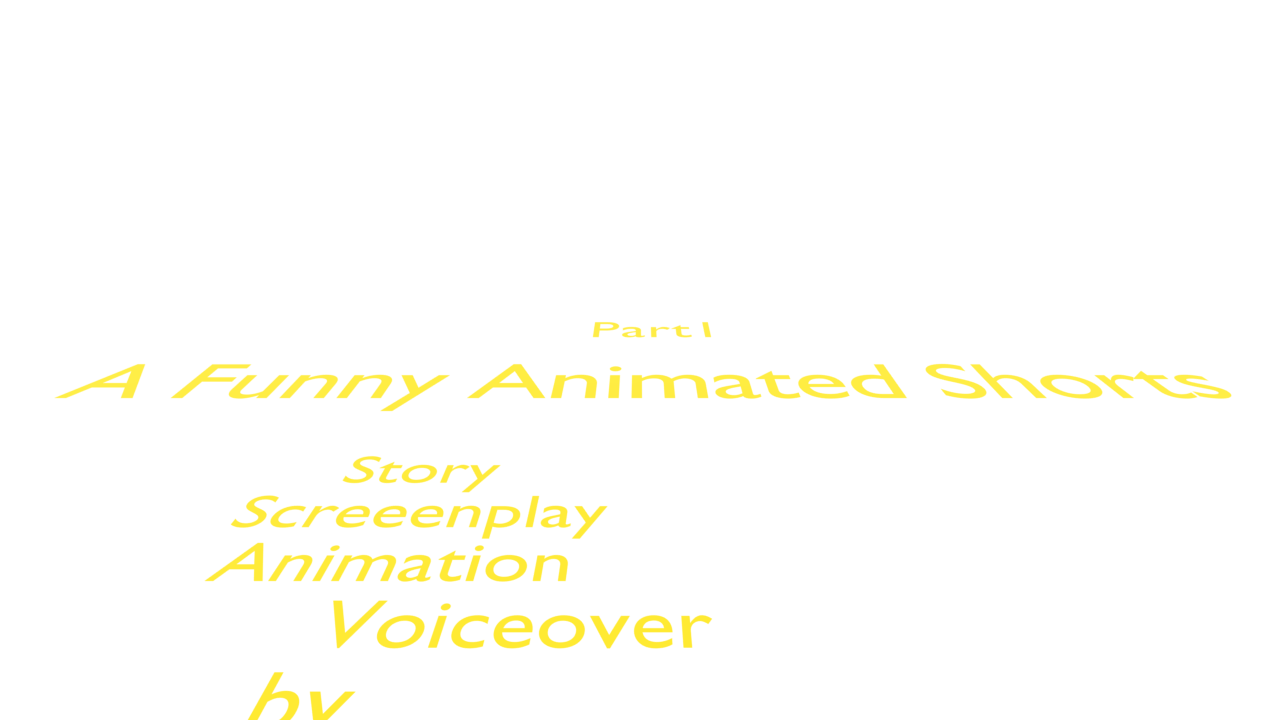 Part I
A Funny Animated Shorts
Story
Screeenplay
Animation
Voiceover
by